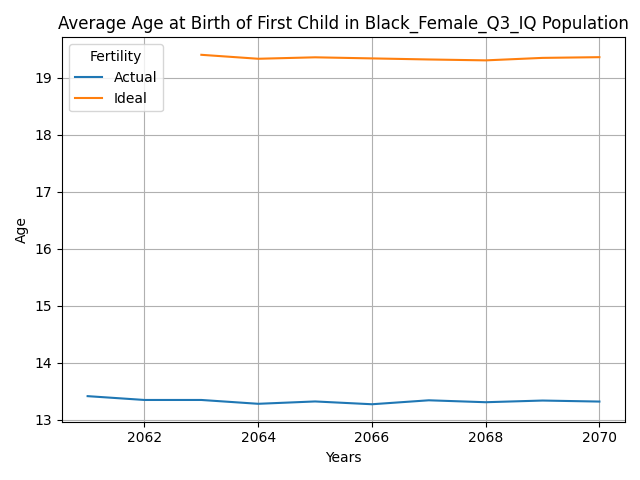 Average Age at Birth of First Child in Black_Female_Q3_IQ Population
Fertility
Actual
Ideal
19
18
17
16
15
14
13
Age
2062 2064 2066 2068 2070
Years